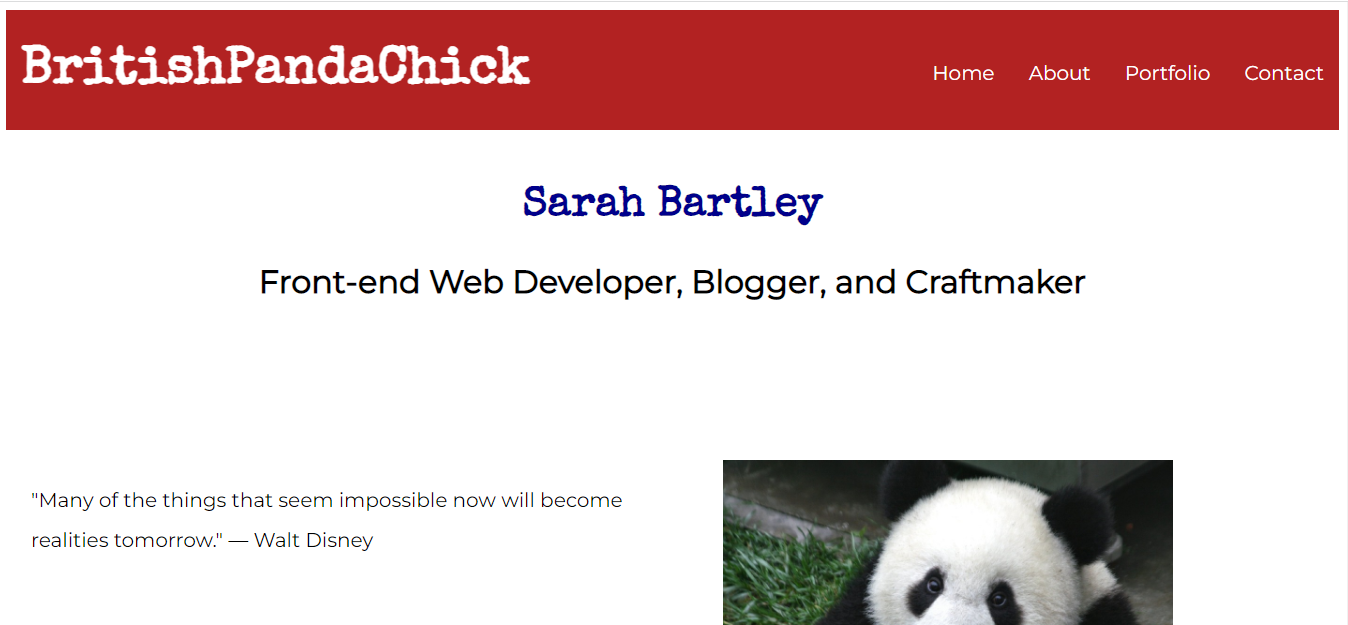 BritishPandaChick
Home About Portfolio Contact
Sarah Bartley
Front-end Web Developer, Blogger, and Craftmaker
"Many of the things that seem impossible now will become
realities tomorrow." — Walt Disney